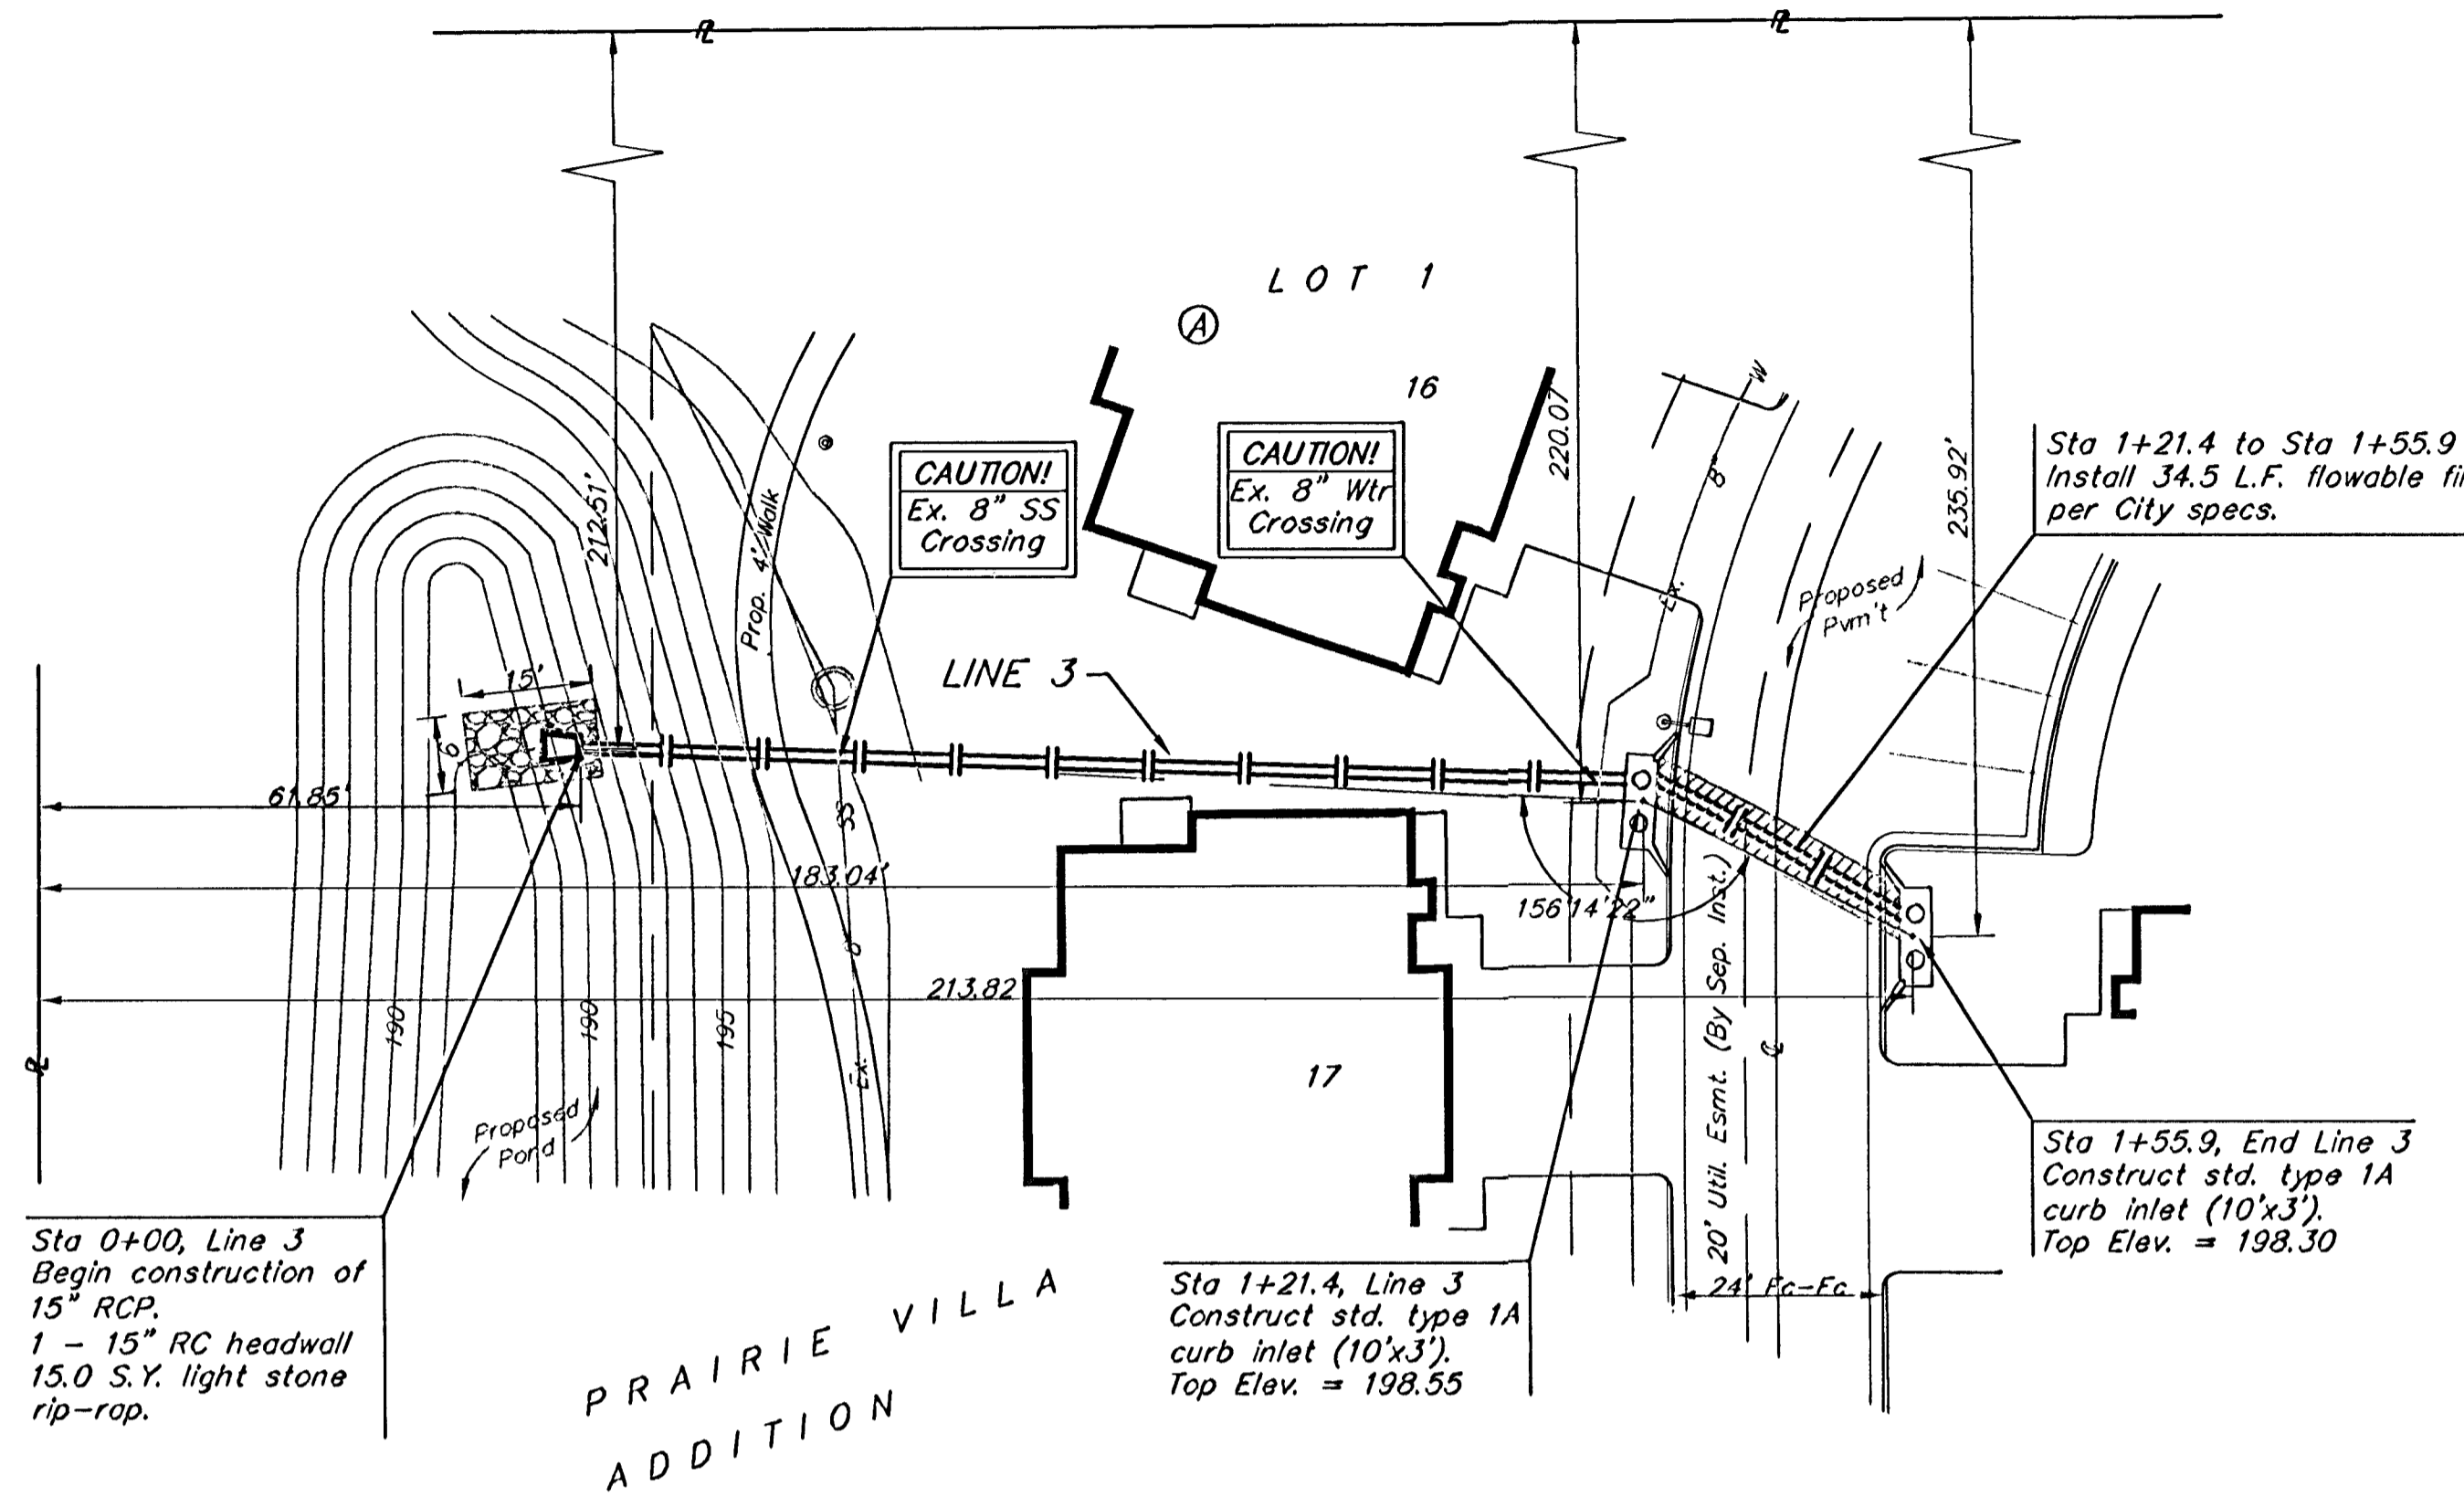 LOT 1
A
16
220.07'
W
8"
235.92'
Sta 1+21.4 to Sta 1+55.9
Install 34.5 L.F. flowable
per City specs.
CAUTION!
Ex. 8" SS
Crossing
CAUTION!
Ex. 8" Wtr
Crossing
212.51'
Prop. 4' Walk
Ex.
Proposed
Pvm't
15'
LINE 3
61.85'
SS
183.04'
156°14'22"
20' Util. Esmt. (By Sep. Inst.)
213.82
190
190
195
Ex.
17
Proposed
Pond
Sta 1+55.9, End Line 3
Construct std. type 1A
curb inlet (10'x3').
Top Elev. = 198.30
Sta 0+00, Line 3
Begin construction of
15" RCP.
1 - 15" RC headwall
15.0 S.Y. light stone
rip-rap.
Sta 1+21.4, Line 3
Construct std. type 1A
curb inlet (10'x3').
Top Elev. = 198.55
24' Fc-Fc
PRAIRIE VILLA
ADDITION